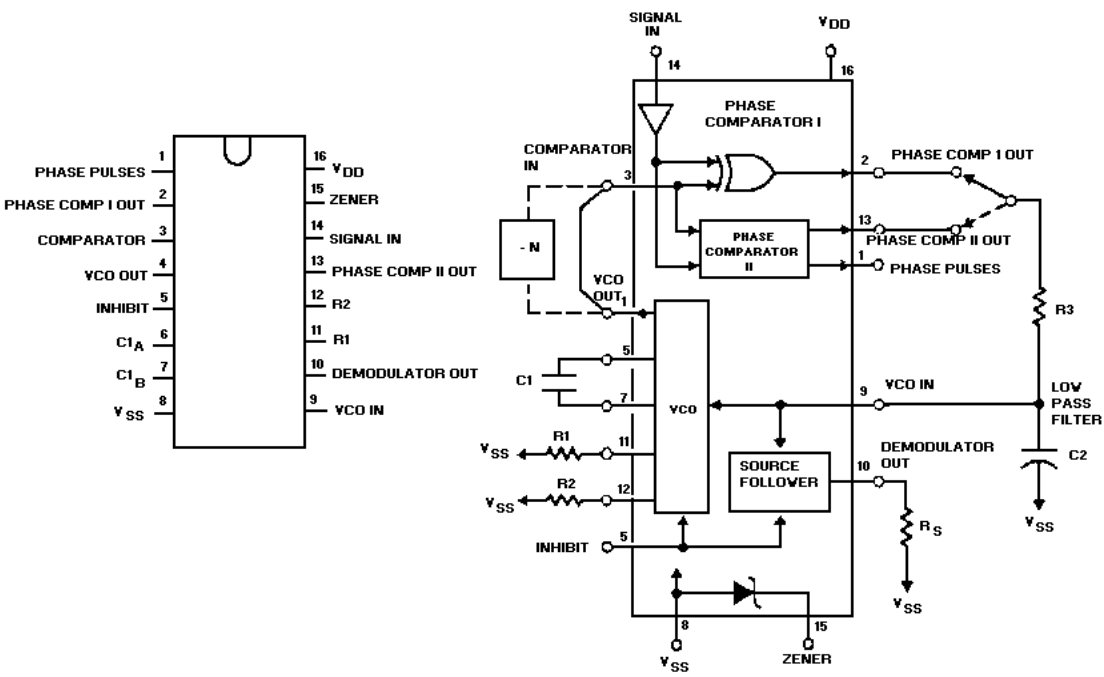 1
PHASE PULSES
2
PHASE COMP I OUT
3
COMPARATOR
4
VCO OUT
5
INHIBIT
6
C1A
7
C1B
8
VSS
16
VDD
15
ZENER
14
SIGNAL IN
13
PHASE COMP II OUT
12
R2
11
R1
10
DEMODULATOR OUT
9
VCO IN
SIGNAL
IN
14
VDD
16
PHASE
COMPARATOR I
COMPARATOR
IN
3
2
PHASE COMP 1 OUT
- N
PHASE
COMPARATOR
II
13
PHASE COMP II OUT
1
PHASE PULSES
VCO
OUT
1
R3
5
C1
7
VCO
9
VCO IN
LOW
PASS
FILTER
C2
VSS
VSS
R1
11
VSS
R2
12
SOURCE
FOLLOWER
DEMODULATOR
OUT
10
RS
VSS
INHIBIT
5
8
VSS
15
ZENER